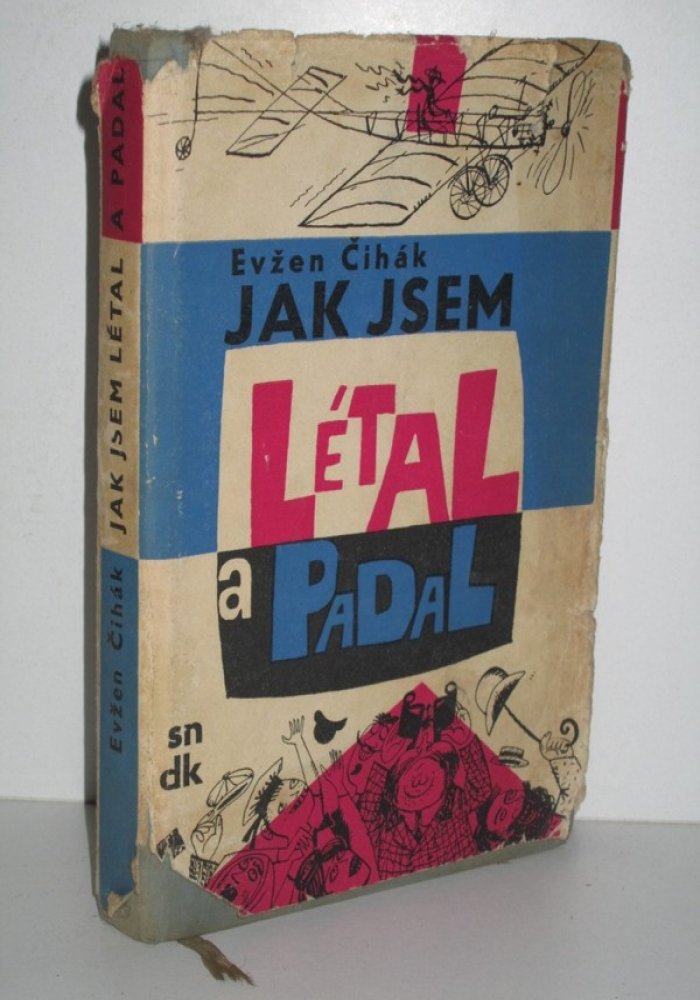 Evžen Čihák
JAK JSEM
LÉTAL
a PADAL
sn
dk
Evžen Čihák JAK JSEM LÉTAL A PADAL